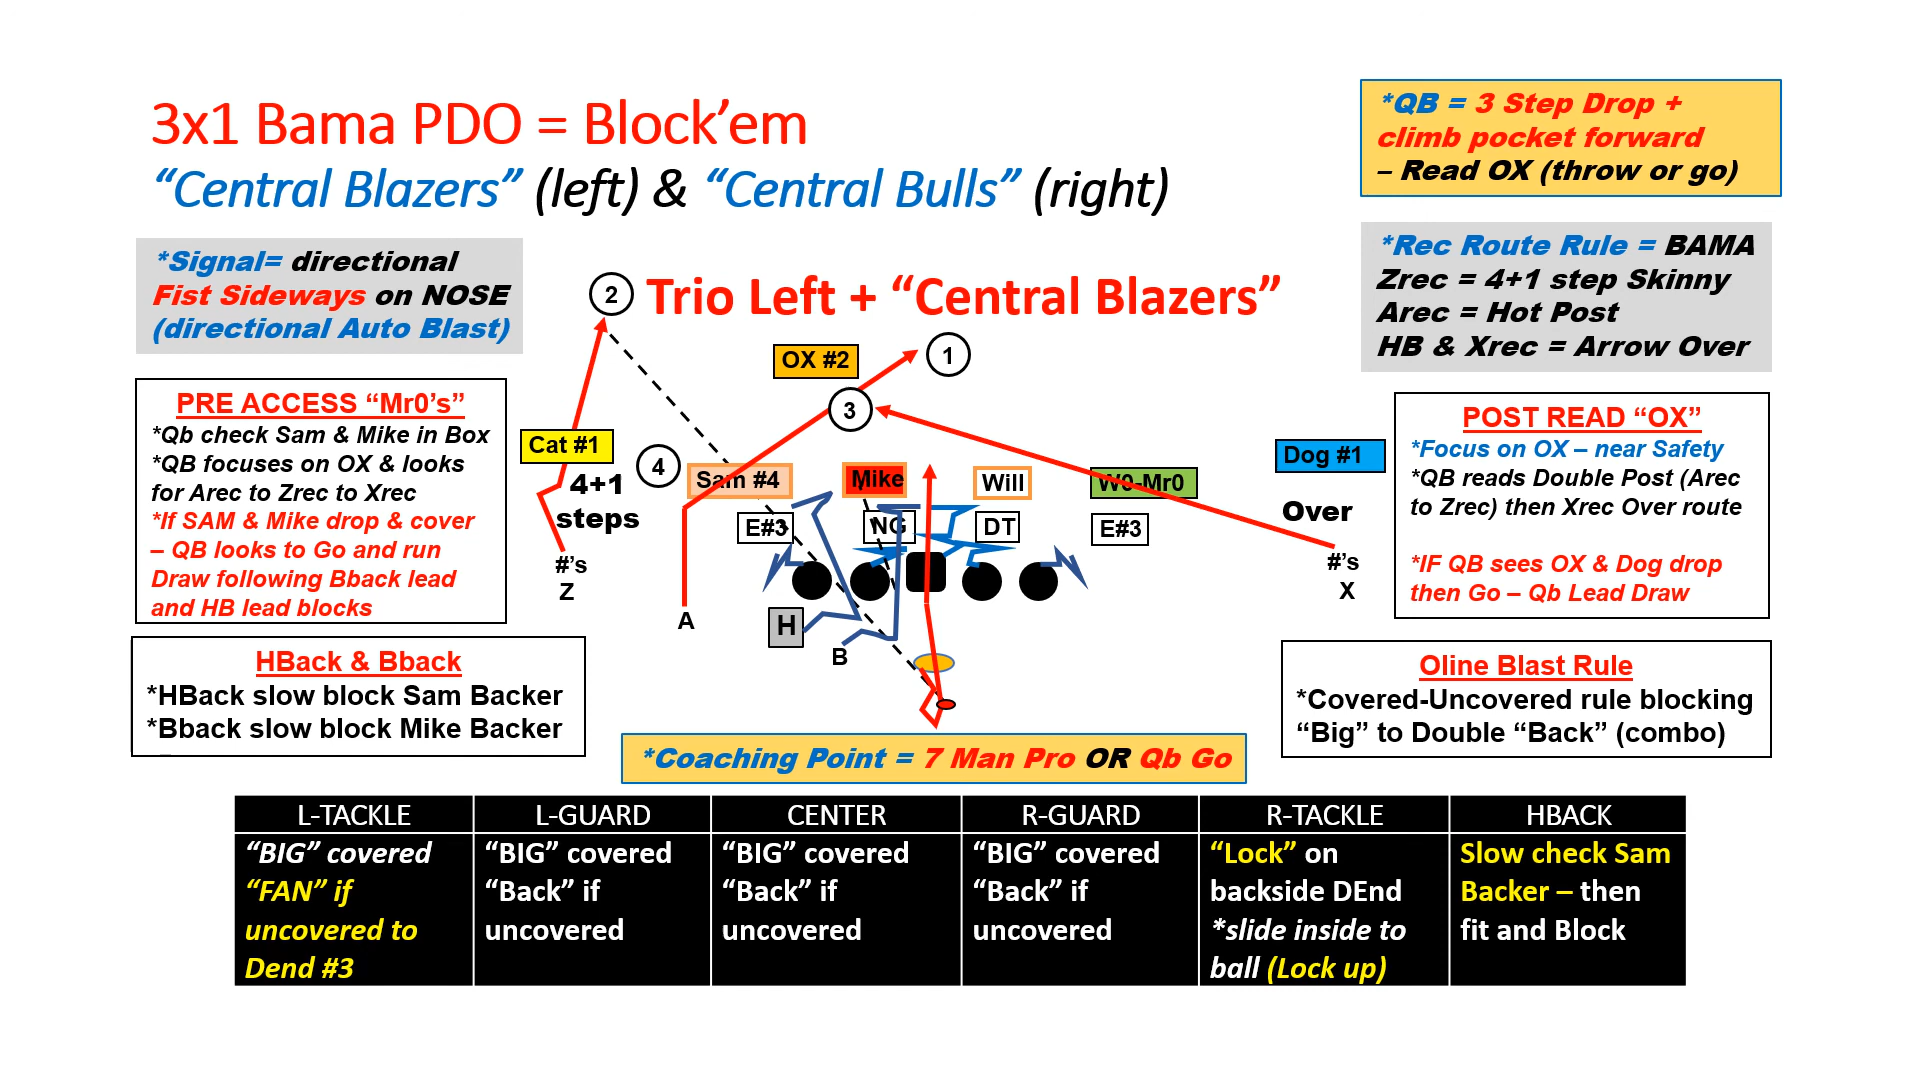 3x1 Bama PDO = Block’em
“Central Blazers” (left) & “Central Bulls” (right)
*QB = 3 Step Drop +
climb pocket forward
– Read OX (throw or go)
*Signal= directional
Fist Sideways on NOSE
(directional Auto Blast)
2
Trio Left + “Central Blazers”
*Rec Route Rule = BAMA
Zrec = 4+1 step Skinny
Arec = Hot Post
HB & Xrec = Arrow Over
OX #2
1
3
PRE ACCESS “Mr0’s”
*Qb check Sam & Mike in Box
*QB focuses on OX & looks
for Arec to Zrec to Xrec
*If SAM & Mike drop & cover
– QB looks to Go and run
Draw following Bback lead
and HB lead blocks
Cat #1
4+1
steps
#’s
Z
4
Sam #4
Mike
Will
W0-Mr0
Dog #1
Over
#’s
X
E#3
NG
DT
E#3
A
H
B
POST READ “OX”
*Focus on OX – near Safety
*QB reads Double Post (Arec
to Zrec) then Xrec Over route
*IF QB sees OX & Dog drop
then Go – Qb Lead Draw
HBack & Bback
*HBack slow block Sam Backer
*Bback slow block Mike Backer
Oline Blast Rule
*Covered-Uncovered rule blocking
“Big” to Double “Back” (combo)
*Coaching Point = 7 Man Pro OR Qb Go
L-TACKLE
L-GUARD
CENTER
R-GUARD
R-TACKLE
HBACK
“BIG” covered
“FAN” if
uncovered to
Dend #3
“BIG” covered
“Back” if
uncovered
“BIG” covered
“Back” if
uncovered
“BIG” covered
“Back” if
uncovered
“Lock” on
backside DEnd
*slide inside to
ball (Lock up)
Slow check Sam
Backer – then
fit and Block